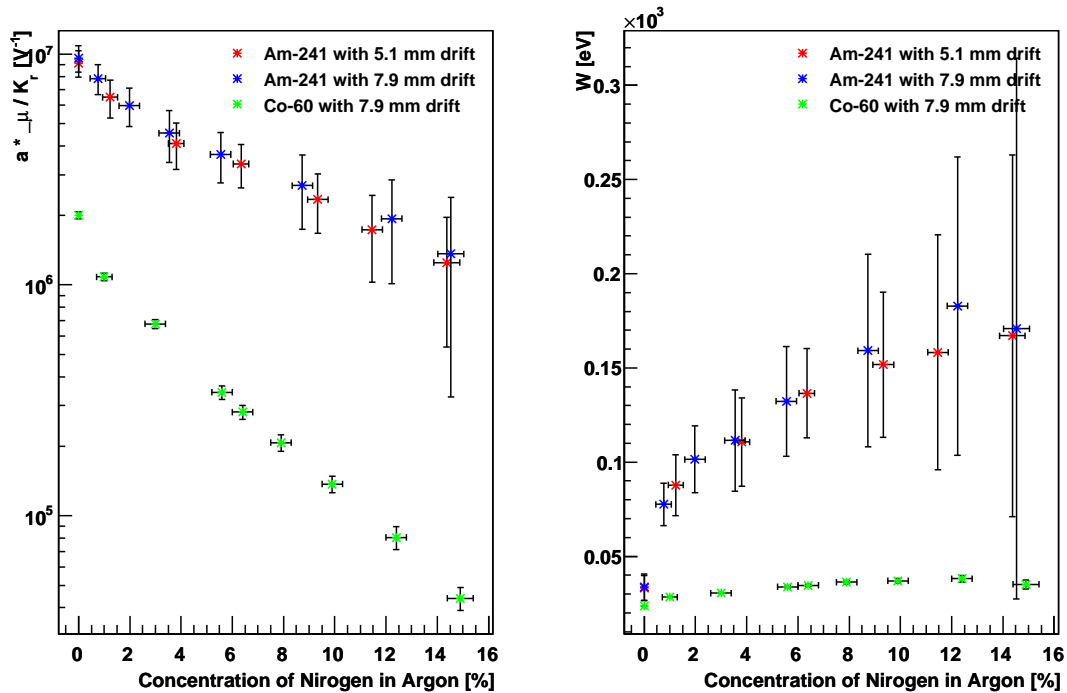 a* _μ / K_r [V^-1]
10^7
10^6
10^5
Am-241 with 5.1 mm drift
Am-241 with 7.9 mm drift
Co-60 with 7.9 mm drift
0 2 4 6 8 10 12 14 16
Concentration of Nirogen in Argon [%]
×10^3
W [eV]
0.3
0.25
0.2
0.15
0.1
0.05
Am-241 with 5.1 mm drift
Am-241 with 7.9 mm drift
Co-60 with 7.9 mm drift
0 2 4 6 8 10 12 14 16
Concentration of Nirogen in Argon [%]